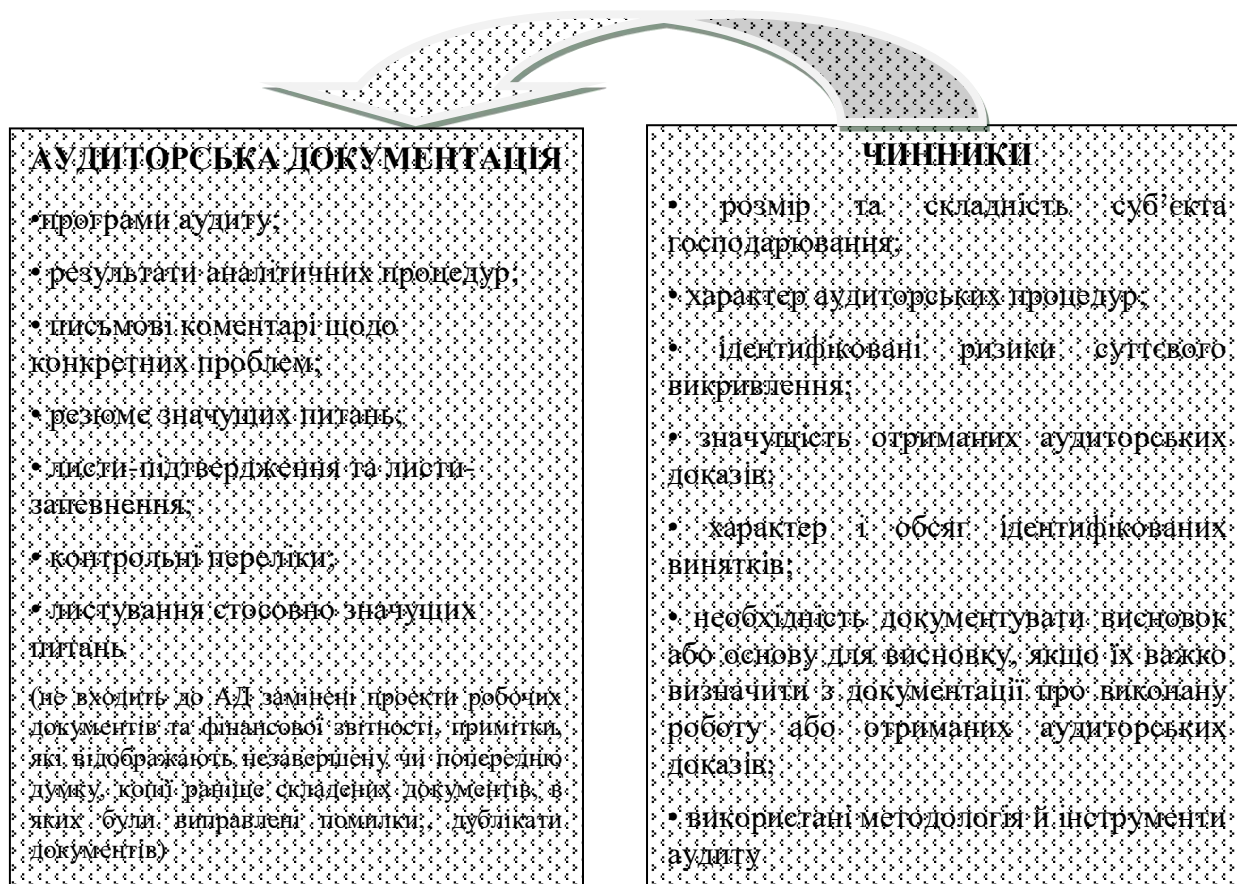 АУДИТОРСЬКА ДОКУМЕНТАЦІЯ
•програми аудиту;
• результати аналітичних процедур;
• письмові коментарі щодо
конкретних проблем;
• резюме значущих питань;
• листи-підтвердження та листи-
запевнення;
• контрольні переліки;
• листування стосовно значущих
питань
(не входить до АД замінені проекти робочих
документів та фінансової звітності, примітки,
які відображають незавершену чи попередню
думку, копії раніше складених документів, в
яких були виправлені помилки,, дублікати
документів)
ЧИННИКИ
• розмір та складність суб’єкта
господарювання;
• характер аудиторських процедур;
• ідентифіковані ризики суттєвого
викривлення;
• значущість отриманих аудиторських
доказів;
• характер і обсяг ідентифікованих
винятків;
• необхідність документувати висновок
або основу для висновку, якщо їх важко
визначити з документації про виконану
роботу або отриманих аудиторських
доказів;
• використані методологія й інструменти
аудиту